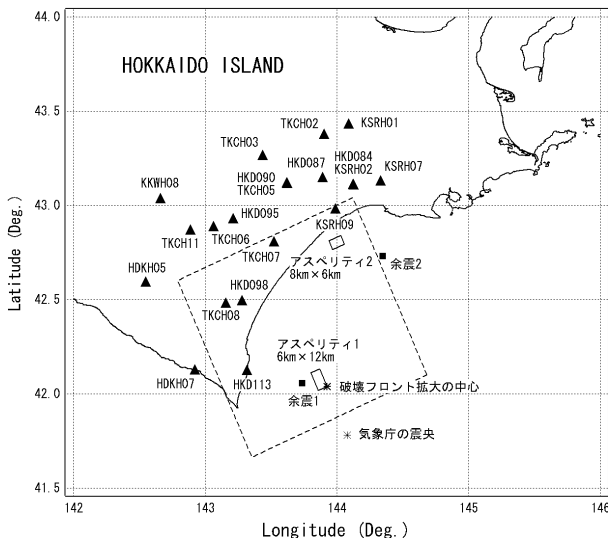 44.0
HOKKAIDO ISLAND
43.5
TKCH02
KSRH01
TKCH03
HKD084
HKD087
KSRH02
KSRH07
HKD090
TKCH05
KKWH08
43.0
HKD095
KSRH09
TKCH11
TKCH06
TKCH07
アスペリティ2
8km×6km
余震2
HDKH05
42.5
HKD098
TKCH08
アスペリティ1
6km×12km
HDKH07
HKD113
42.0
余震1
破壊フロント拡大の中心
気象庁の震央
41.5
142
143
144
145
146
Latitude (Deg.)
Longitude (Deg.)